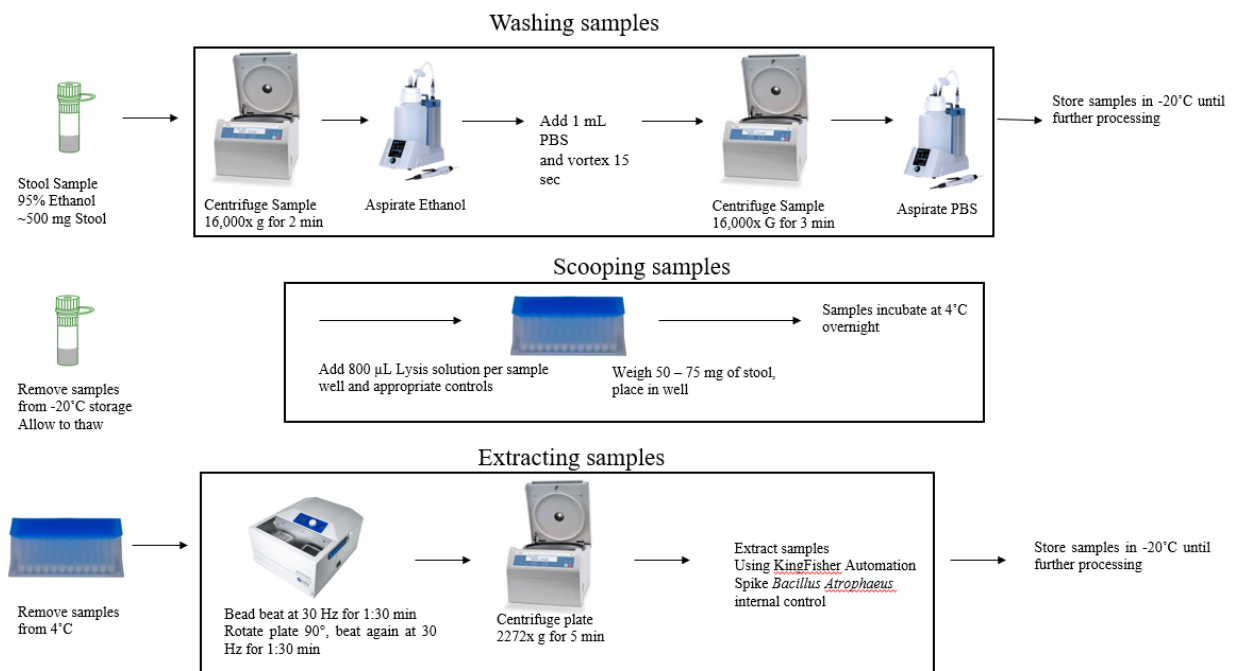 Washing samples
Stool Sample
95% Ethanol
~500 mg Stool
Centrifuge Sample
16,000x g for 2 min
Aspirate Ethanol
Add 1 mL
PBS
and vortex 15
sec
Centrifuge Sample
16,000x G for 3 min
Aspirate PBS
Store samples in -20˚C until
further processing
Scooping samples
Remove samples
from -20˚C storage
Allow to thaw
Add 800 µL Lysis solution per sample
well and appropriate controls
Weigh 50 – 75 mg of stool,
place in well
Samples incubate at 4˚C
overnight
Extracting samples
Remove samples
from 4˚C
Bead beat at 30 Hz for 1:30 min
Rotate plate 90°, beat again at 30
Hz for 1:30 min
Centrifuge plate
2272x g for 5 min
Extract samples
Using KingFisher Automation
Spike Bacillus Atrophaeus
internal control
Store samples in -20˚C until
further processing